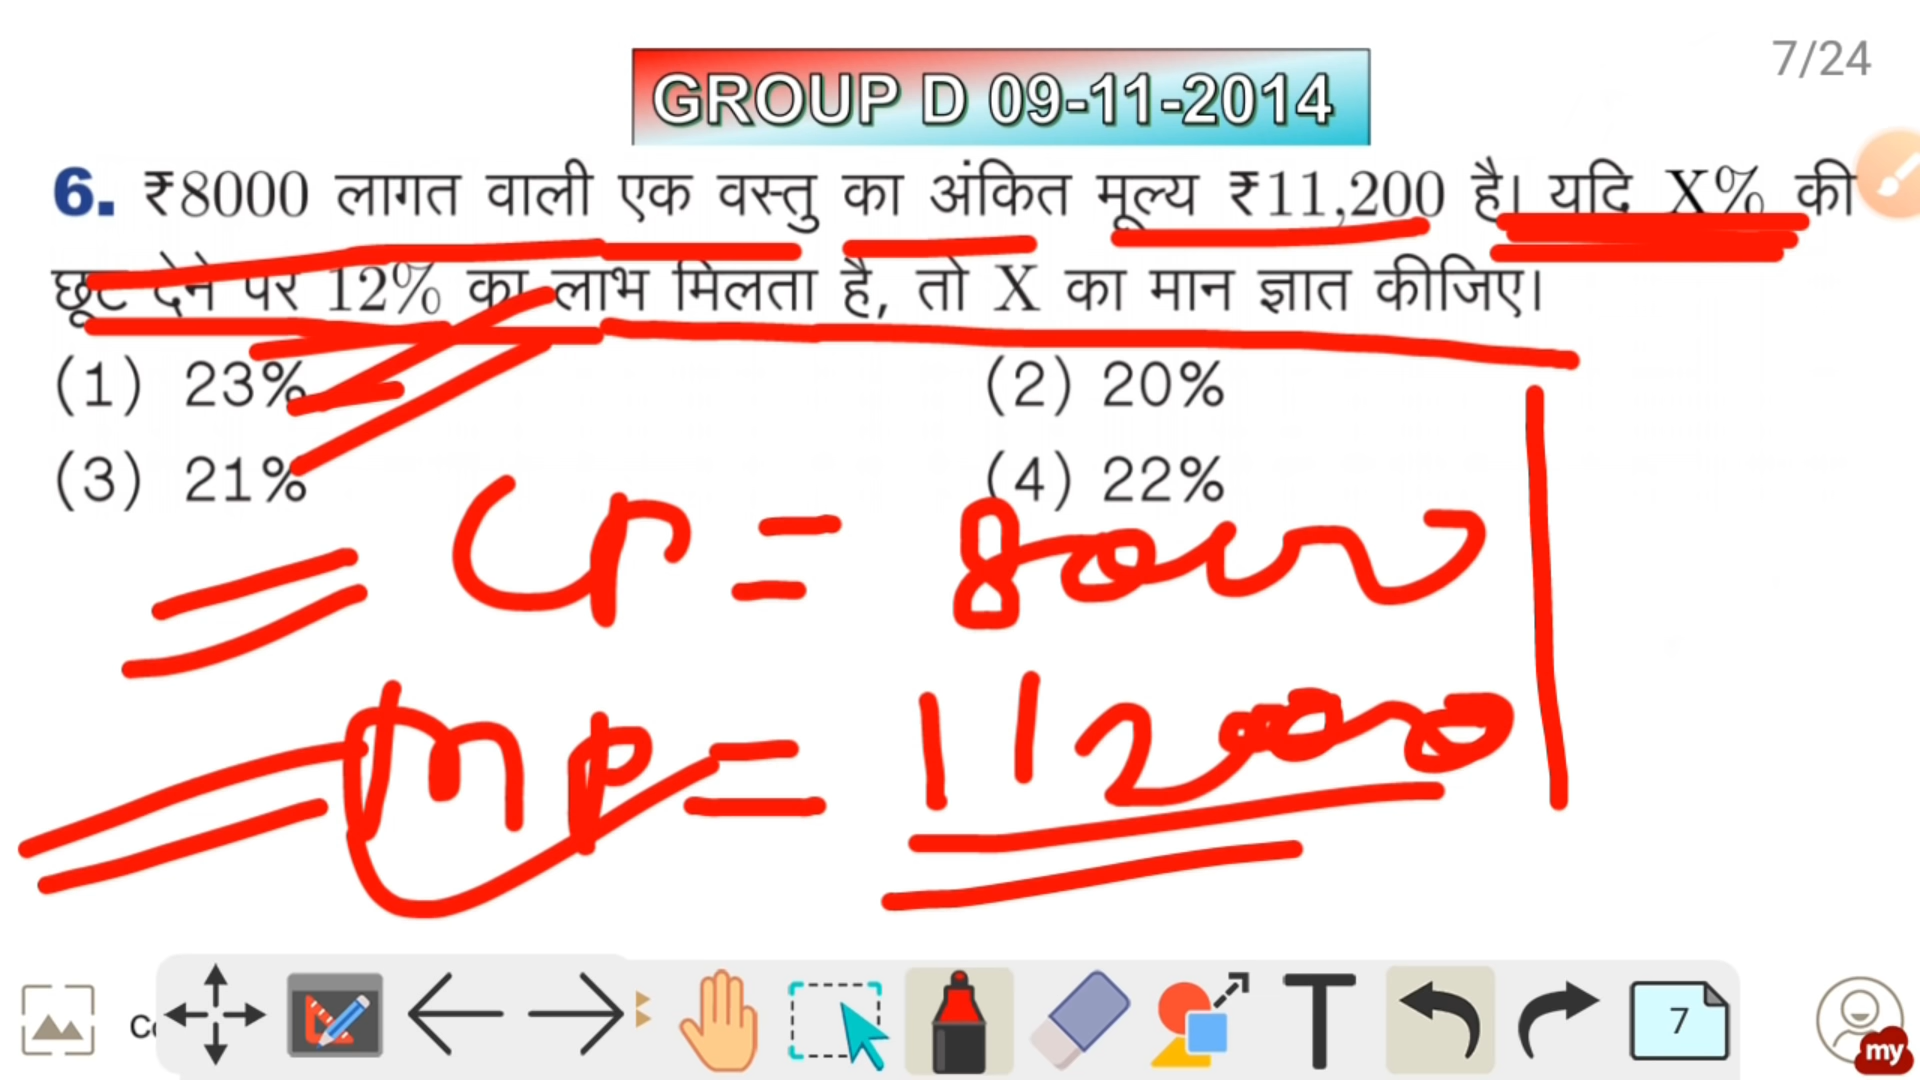 7/24
GROUP D 09-11-2014
6. ₹8000 लागत वाली एक वस्तु का अंकित मूल्य ₹11,200 है। यदि X% की
छूट देने पर 12% का लाभ मिलता है, तो X का मान ज्ञात कीजिए।
(1) 23% (2) 20%
(3) 21% (4) 22%
CP = 8000
MP = 11200
T
7
my